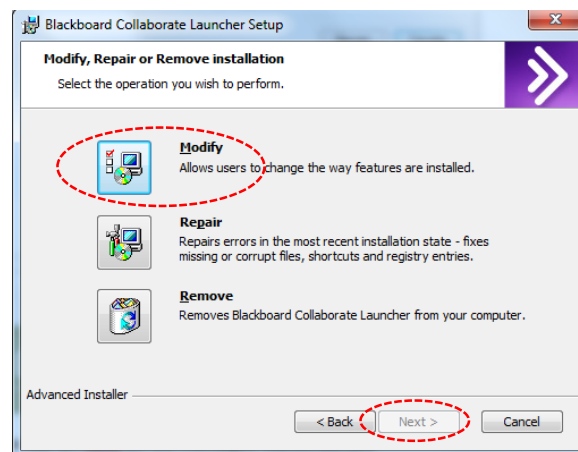 Blackboard Collaborate Launcher Setup
Modify, Repair or Remove installation
Select the operation you wish to perform.
Modify
Allows users to change the way features are installed.
Repair
Repairs errors in the most recent installation state - fixes
missing or corrupt files, shortcuts and registry entries.
Remove
Removes Blackboard Collaborate Launcher from your computer.
Advanced Installer
< Back Next > Cancel